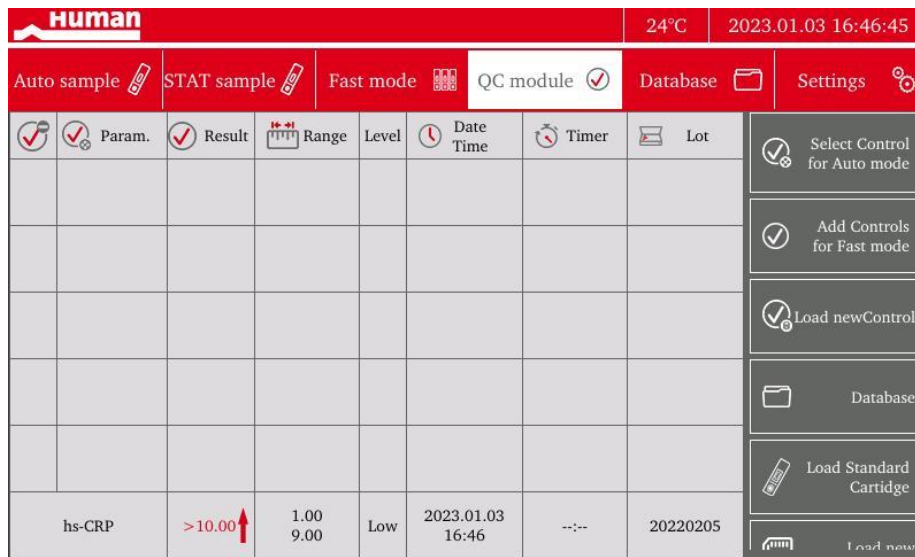 Human
24°C
2023.01.03 16:46:45
Auto sample
STAT sample
Fast mode
QC module
Database
Settings
Param.
Result
Range
Level
Date
Time
Timer
Lot
Select Control
for Auto mode
Add Controls
for Fast mode
Load newControl
Database
Load Standard
Cartidge
hs-CRP
>10.00
1.00
9.00
Low
2023.01.03
16:46
--:--
20220205
Load new